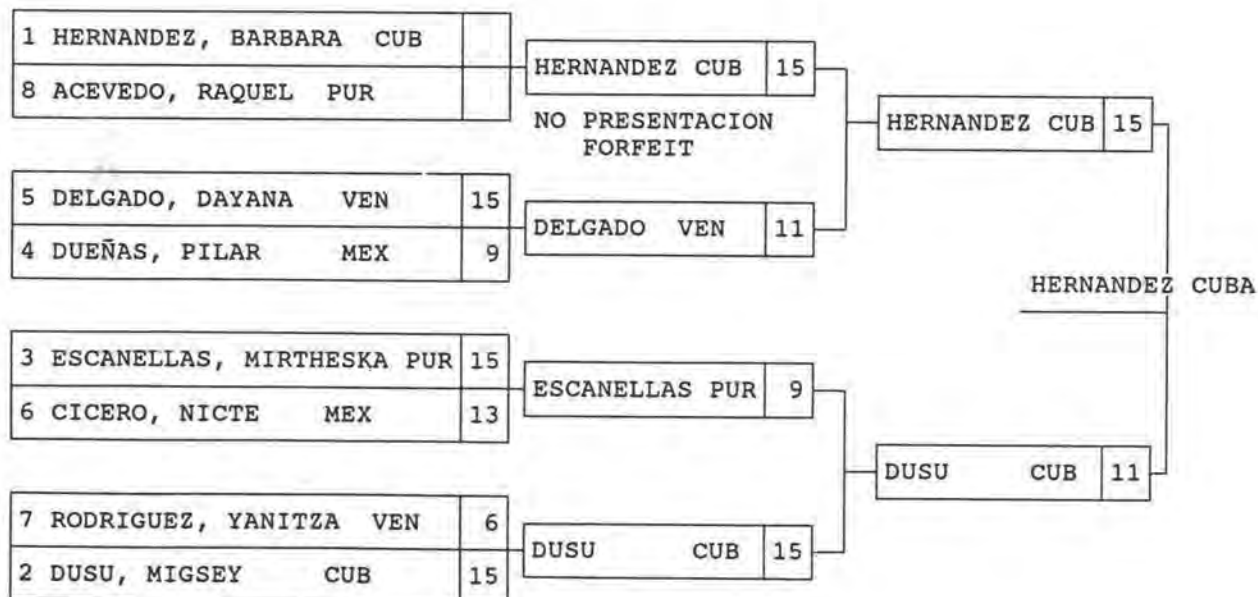 1 HERNANDEZ, BARBARA CUB
8 ACEVEDO, RAQUEL PUR
HERNANDEZ CUB 15
NO PRESENTACION
FORFEIT
5 DELGADO, DAYANA VEN 15
4 DUEÑAS, PILAR MEX 9
DELGADO VEN 11
HERNANDEZ CUB 15
3 ESCANELLAS, MIRTHESKA PUR 15
6 CICERO, NICTE MEX 13
ESCANELLAS PUR 9
7 RODRIGUEZ, YANITZA VEN 6
2 DUSU, MIGSEY CUB 15
DUSU CUB 15
DUSU CUB 11
HERNANDEZ CUBA